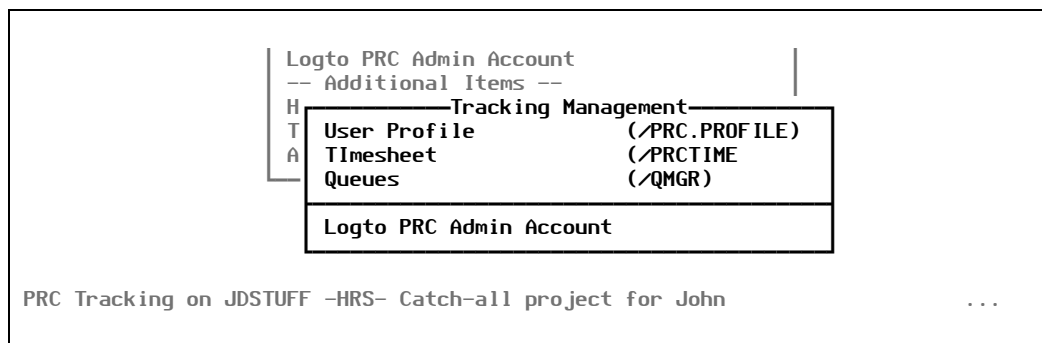 Logto PRC Admin Account
-- Additional Items --
H
Tracking Management
T
User Profile (/PRC.PROFILE)
A
TImesheet (/PRCTIME
Queues (/QMGR)
Logto PRC Admin Account
PRC Tracking on JDSTUFF -HRS- Catch-all project for John ...